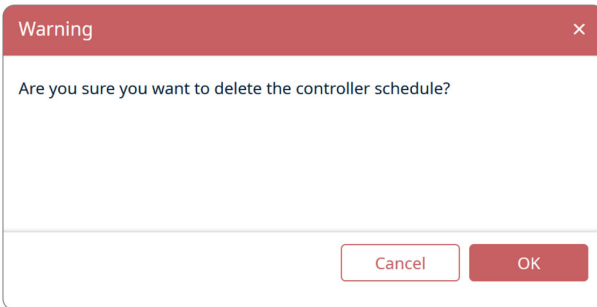 Warning
Are you sure you want to delete the controller schedule?
Cancel
OK